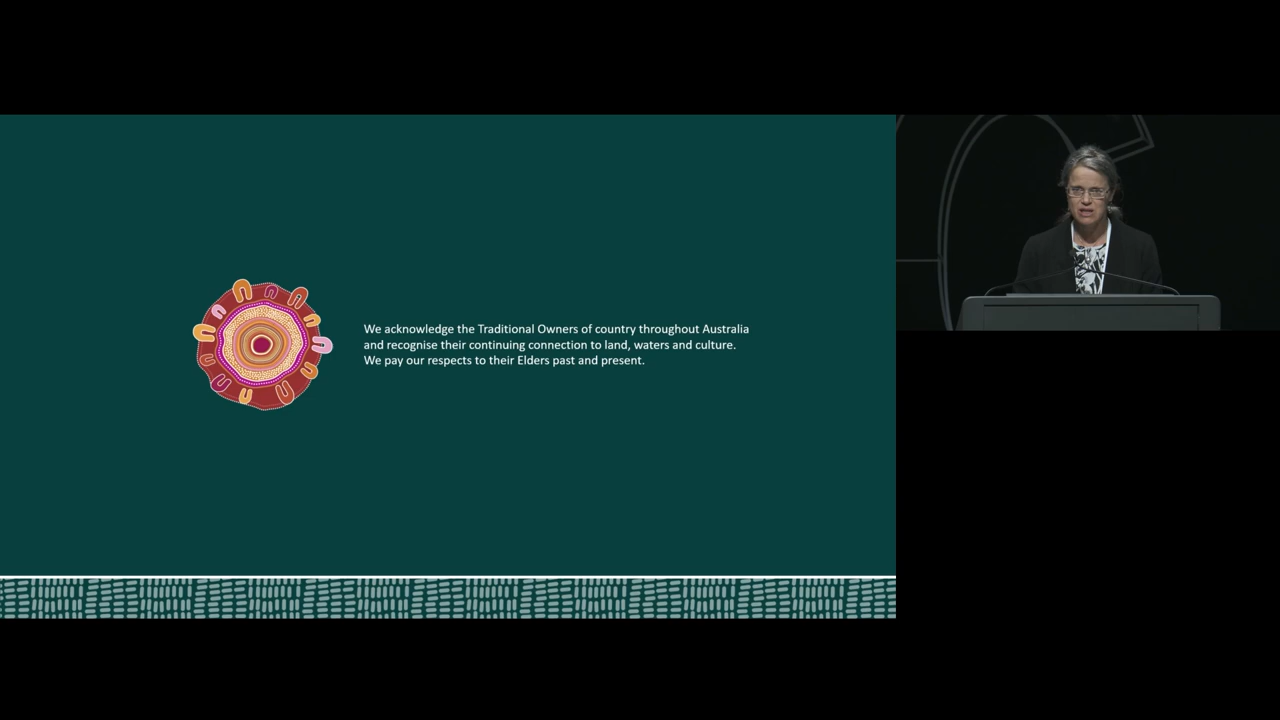 We acknowledge the Traditional Owners of country throughout Australia
and recognise their continuing connection to land, waters and culture.
We pay our respects to their Elders past and present.